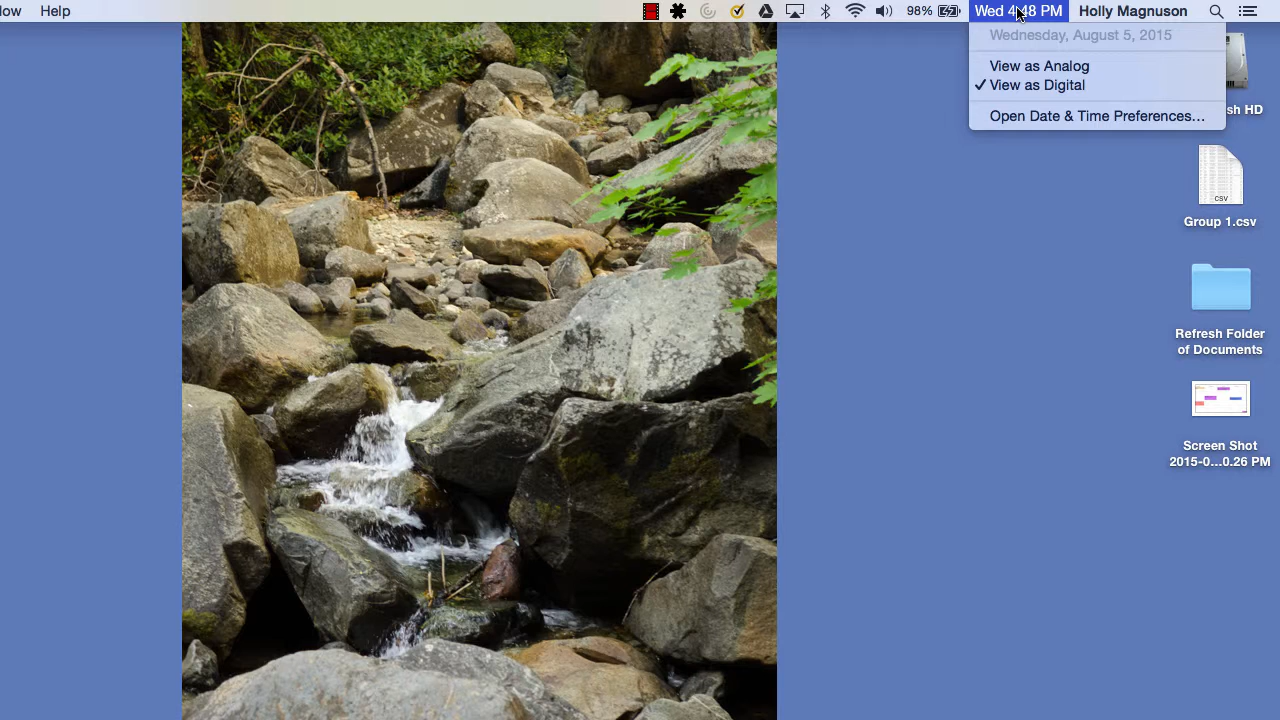 Help 98% Wed 4:48 PM Holly Magnuson
Wednesday, August 5, 2015
View as Analog
✓ View as Digital
Open Date & Time Preferences...
sh HD
CSV
Group 1.csv
Refresh Folder
of Documents
Screen Shot
2015-0...0.26 PM